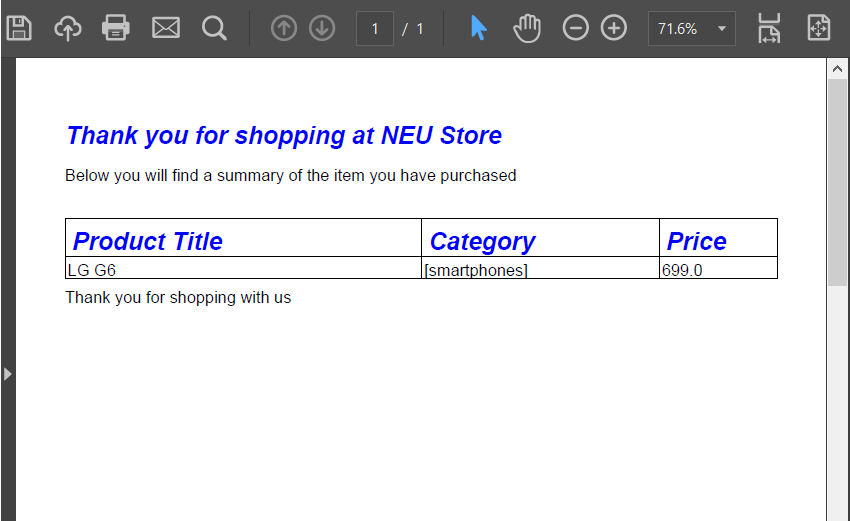 1 / 1 71.6%
Thank you for shopping at NEU Store
Below you will find a summary of the item you have purchased
Product Title Category Price
LG G6 [smartphones] 699.0
Thank you for shopping with us